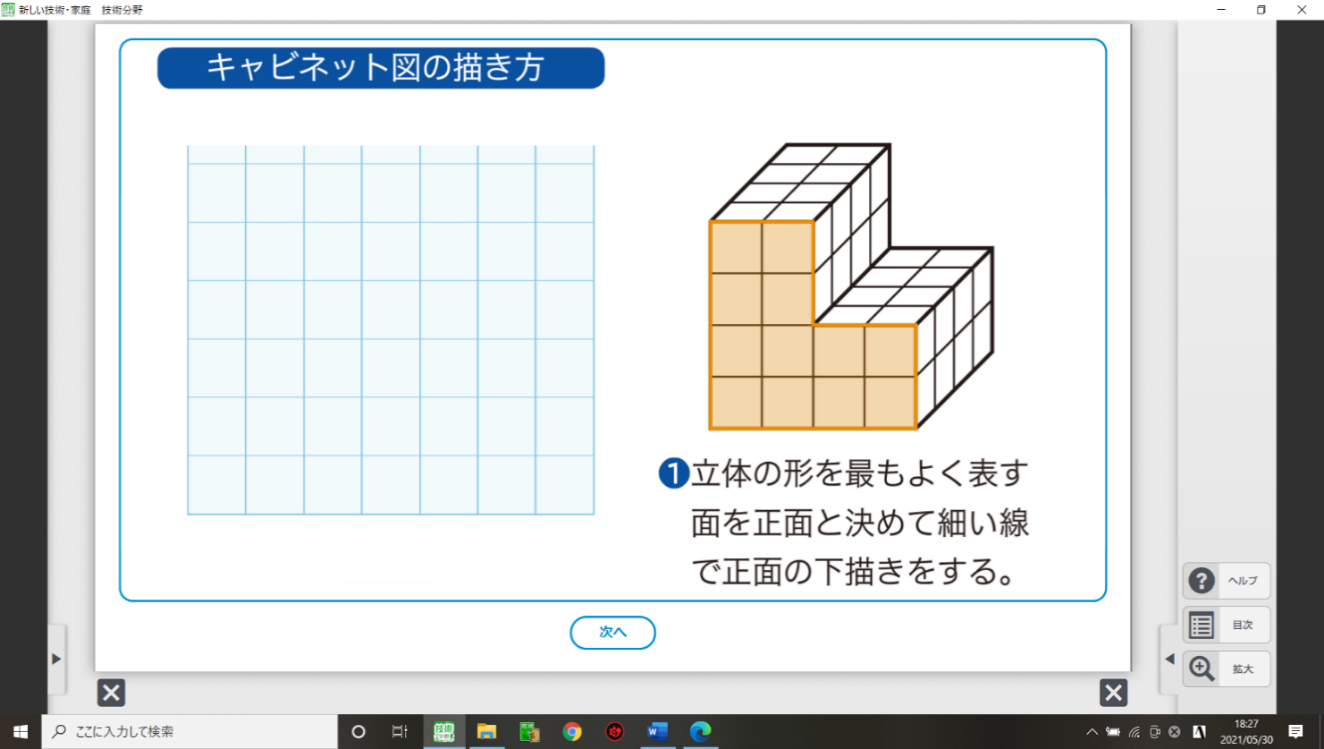 新しい技術・家庭　技術分野
キャビネット図の描き方
❶立体の形を最もよく表す
面を正面と決めて細い線
で正面の下描きをする。
次へ
ヘルプ
目次
拡大
ここに入力して検索
18:27
2021/05/30